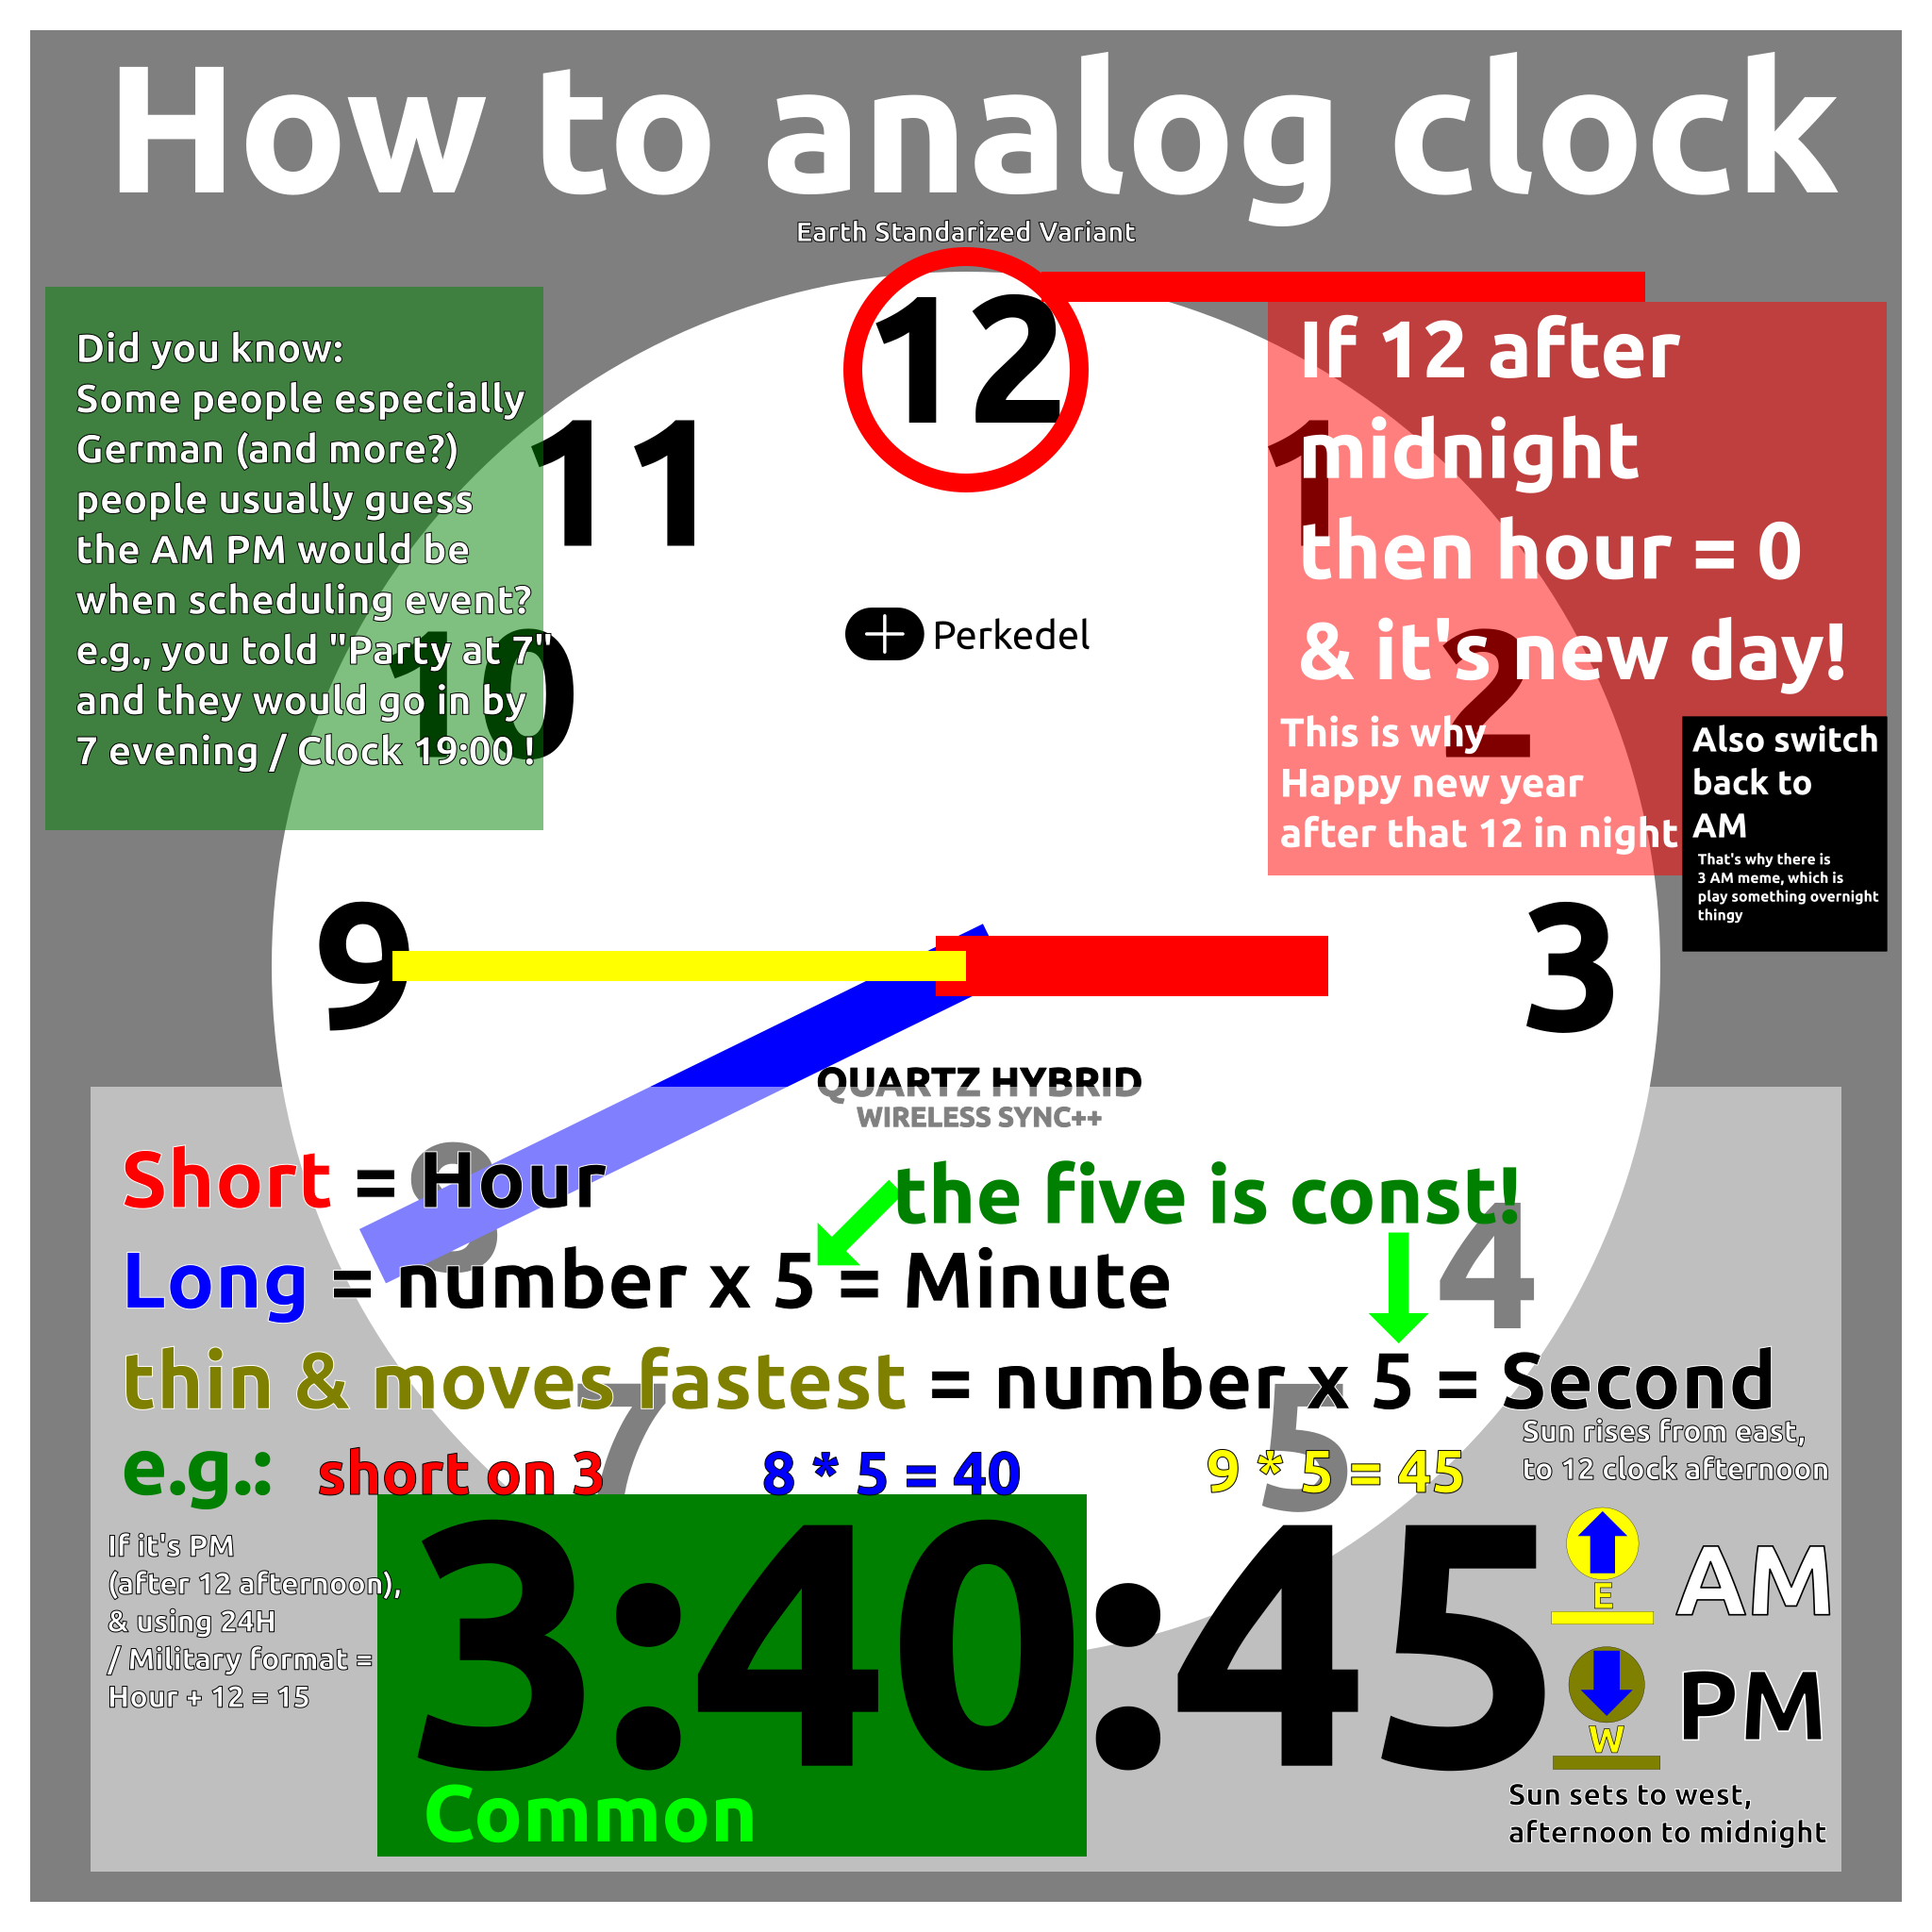 How to analog clock
Earth Standarized Variant
12
Did you know:
Some people especially
German (and more?)
people usually guess
the AM PM would be
when scheduling event?
e.g., you told "Party at 7"
and they would go in by
7 evening / Clock 19:00 !
11
10
If 12 after
midnight
then hour = 0
& it's new day!
This is why
Happy new year
after that 12 in night
1
2
Also switch
back to
AM
That's why there is
3 AM meme, which is
play something overnight
thingy
Perkedel
9
3
QUARTZ HYBRID
WIRELESS SYNC++
8
4
7
5
Short = Hour
the five is const!
Long = number x 5 = Minute
thin & moves fastest = number x 5 = Second
e.g.: short on 3 8 * 5 = 40 9 * 5 = 45
Sun rises from east,
to 12 clock afternoon
If it's PM
(after 12 afternoon),
& using 24H
/ Military format =
Hour + 12 = 15
3:40:45
Common
E
AM
W
PM
Sun sets to west,
afternoon to midnight